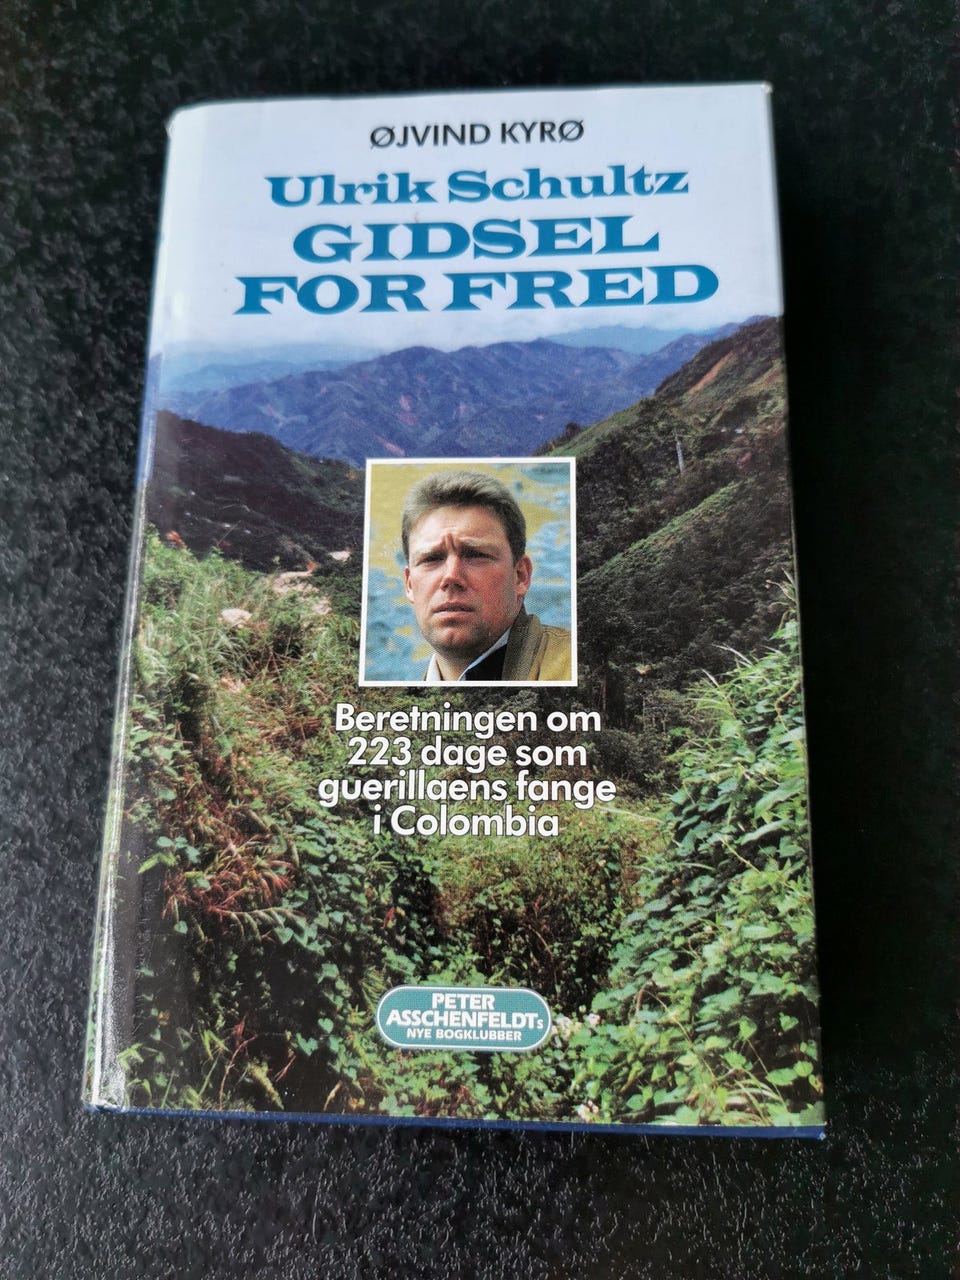 ØJVIND KYRØ
Ulrik Schultz
GIDSEL
FOR FRED
Beretningen om
223 dage som
guerillaens fange
i Colombia
PETER
ASSCHENFELDTs
NYE BOGKLUBBER